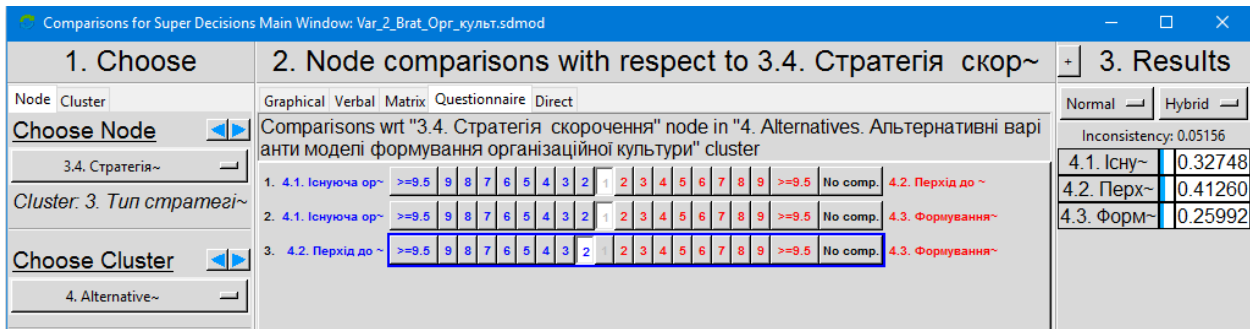 Comparisons for Super Decisions Main Window: Var_2_Brat_Орг_культ.sdmod
1. Choose
Node Cluster
Choose Node
3.4. Стратегія~
Cluster: 3. Тип стратегі~
Choose Cluster
4. Alternative~
2. Node comparisons with respect to 3.4. Стратегія скор~
Graphical Verbal Matrix Questionnaire Direct
Comparisons wrt "3.4. Стратегія скорочення" node in "4. Alternatives. Альтернативні варі
анти моделі формування організаційної культури" cluster
1. 4.1. Існуюча ор~ >=9.5 9 8 7 6 5 4 3 2 1 2 3 4 5 6 7 8 9 >=9.5 No comp. 4.2. Перхід до ~
2. 4.1. Існуюча ор~ >=9.5 9 8 7 6 5 4 3 2 1 2 3 4 5 6 7 8 9 >=9.5 No comp. 4.3. Формування~
3. 4.2. Перхід до ~ >=9.5 9 8 7 6 5 4 3 2 1 2 3 4 5 6 7 8 9 >=9.5 No comp. 4.3. Формування~
+ 3. Results
Normal Hybrid
Inconsistency: 0.05156
4.1. Існу~ 0.32748
4.2. Перх~ 0.41260
4.3. Форм~ 0.25992